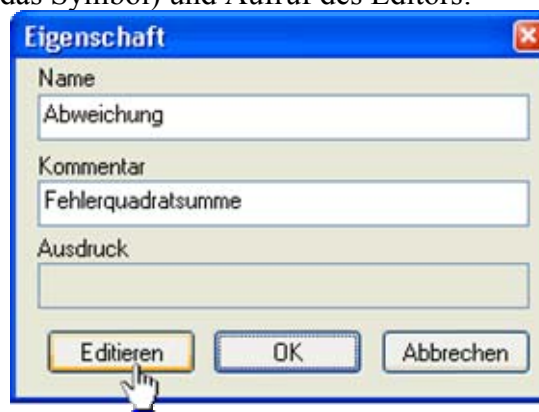 das Symbol) und Aufruf des Editors:
Eigenschaft
Name
Abweichung
Kommentar
Fehlerquadratsumme
Ausdruck
Editieren OK Abbrechen